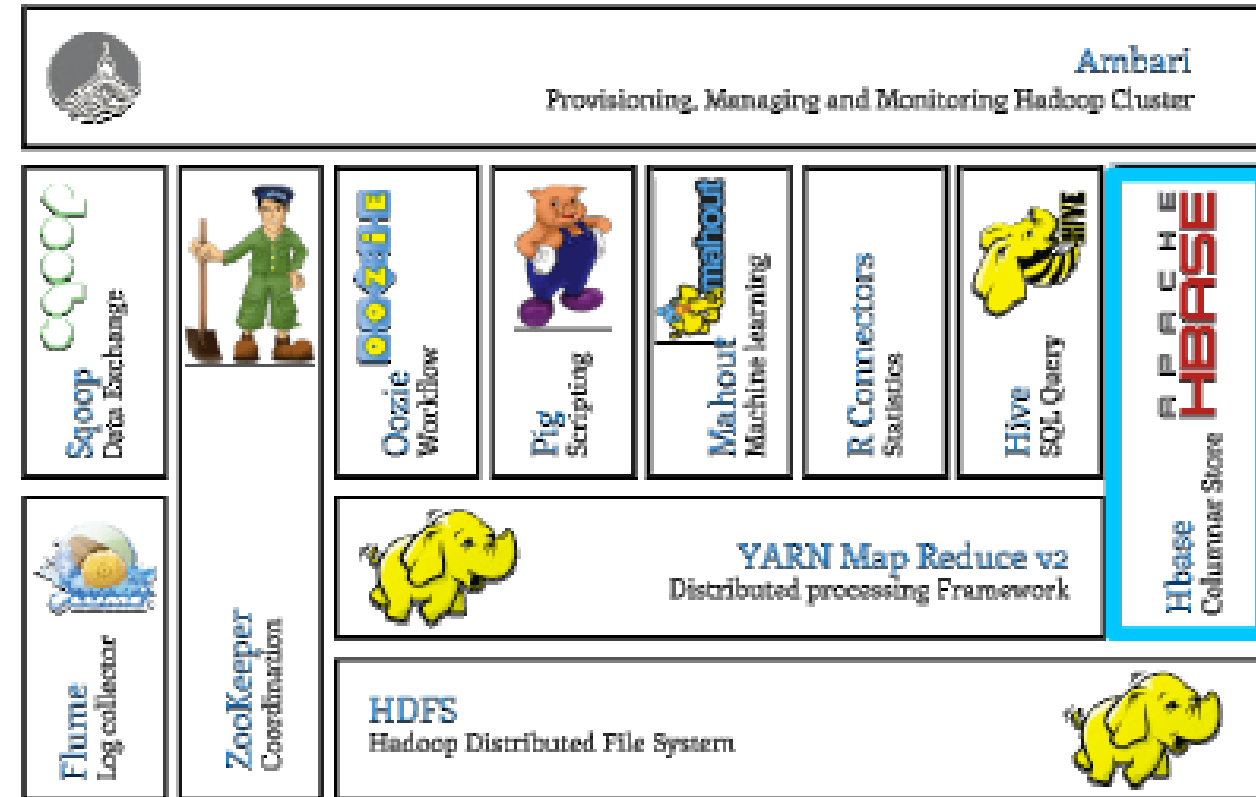 Ambari
Provisioning, Managing and Monitoring Hadoop Cluster
sqoop
Sqoop
Data Exchange
ZooKeeper
Coordination
OOZIE
Oozie
Workflow
Pig
Scripting
mahout
Mahout
Machine learning
R Connectors
Statistics
HIVE
Hive
SQL Query
APACHE
HBASE
Hbase
Columnar Store
Flume
Log collector
YARN Map Reduce v2
Distributed processing Framework
HDFS
Hadoop Distributed File System